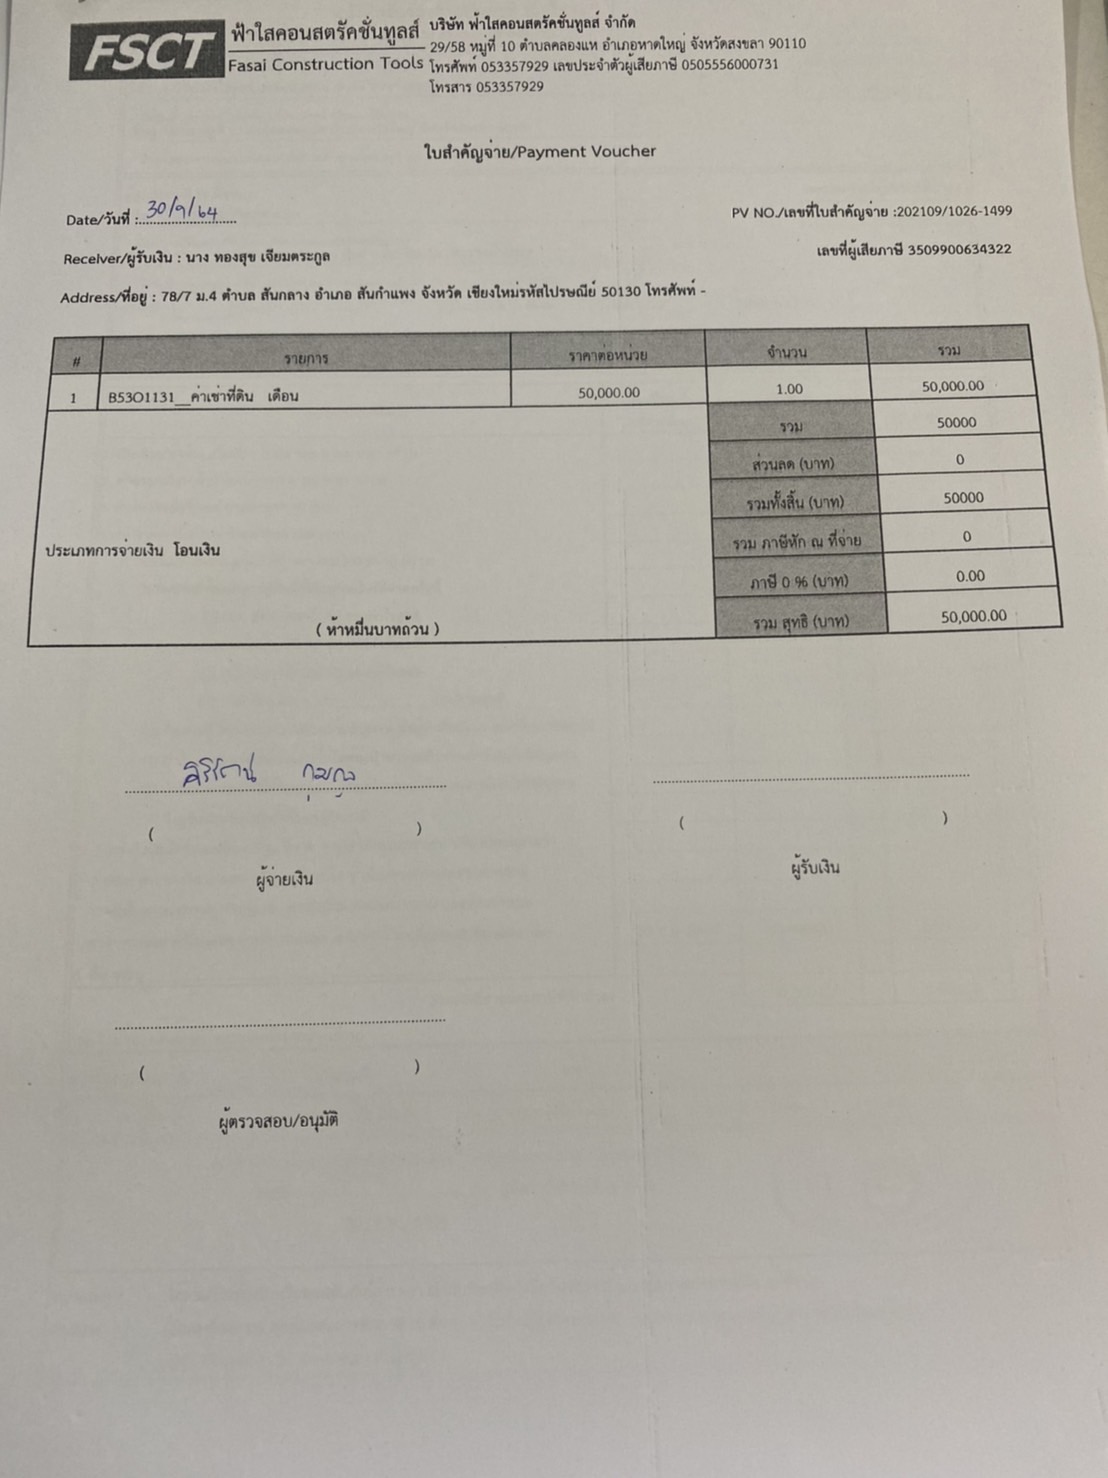 FSCT
ฟ้าใสคอนสตรัคชั่นทูลส์
Fasai Construction Tools
บริษัท ฟ้าใสคอนสตรัคชั่นทูลส์ จำกัด
29/58 หมู่ที่ 10 ตำบลคลองแห อำเภอหาดใหญ่ จังหวัดสงขลา 90110
โทรศัพท์ 053357929 เลขประจำตัวผู้เสียภาษี 0505556000731
โทรสาร 053357929
ใบสำคัญจ่าย/Payment Voucher
Date/วันที่ : 30/9/64
PV NO./เลขที่ใบสำคัญจ่าย :202109/1026-1499
Receiver/ผู้รับเงิน : นาง ทองสุข เจียมตระกูล
เลขที่ผู้เสียภาษี 3509900634322
Address/ที่อยู่ : 78/7 ม.4 ตำบล สันกลาง อำเภอ สันกำแพง จังหวัด เชียงใหม่รหัสไปรษณีย์ 50130 โทรศัพท์ -
# รายการ ราคาต่อหน่วย จำนวน รวม
1 B53O1131__ค่าเช่าที่ดิน เดือน 50,000.00 1.00 50,000.00
รวม 50000
ส่วนลด (บาท) 0
รวมทั้งสิ้น (บาท) 50000
ประเภทการจ่ายเงิน โอนเงิน
รวม ภาษีหัก ณ ที่จ่าย 0
ภาษี 0 % (บาท) 0.00
( ห้าหมื่นบาทถ้วน )
รวม สุทธิ (บาท) 50,000.00
( )
( )
ผู้จ่ายเงิน
ผู้รับเงิน
( )
ผู้ตรวจสอบ/อนุมัติ